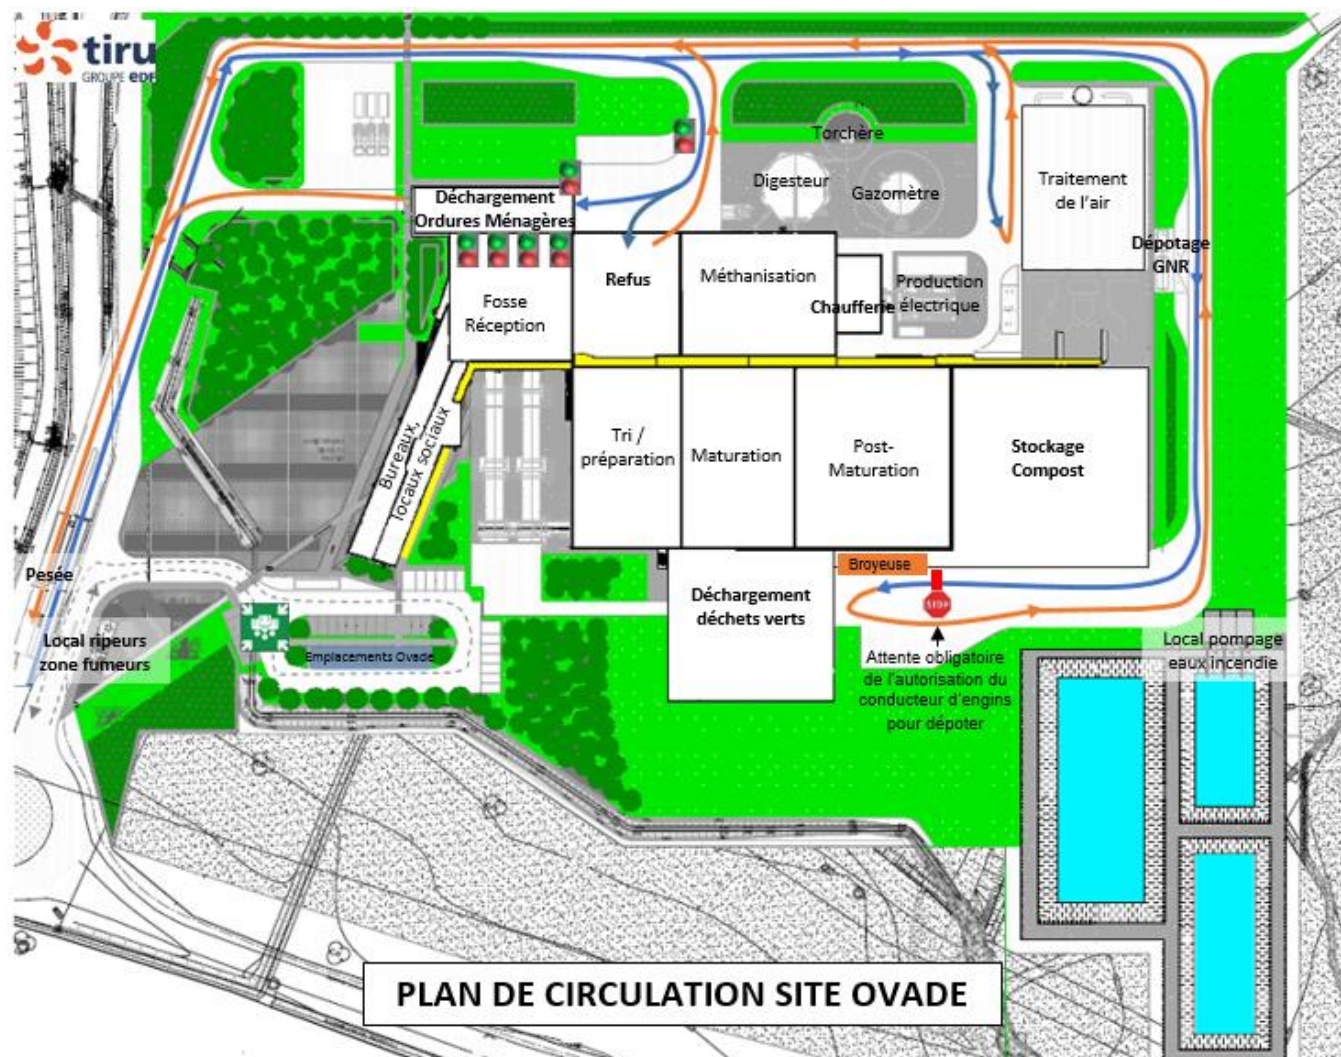 tiru
GROUPE EDF
Torchère
Digesteur
Gazomètre
Traitement
de l'air
Déchargement
Ordures Ménagères
Dépotage
GNR
Refus
Méthanisation
Production
électrique
Chaufferie
Fosse
Réception
Bureaux,
locaux sociaux
Tri /
préparation
Maturation
Post-
Maturation
Stockage
Compost
Pesée
Broyeuse
Déchargement
déchets verts
STOP
Local ripeurs
zone fumeurs
Emplacements Ovade
Attente obligatoire
de l'autorisation du
conducteur d'engins
pour dépoter
Local pompage
eaux incendie
PLAN DE CIRCULATION SITE OVADE